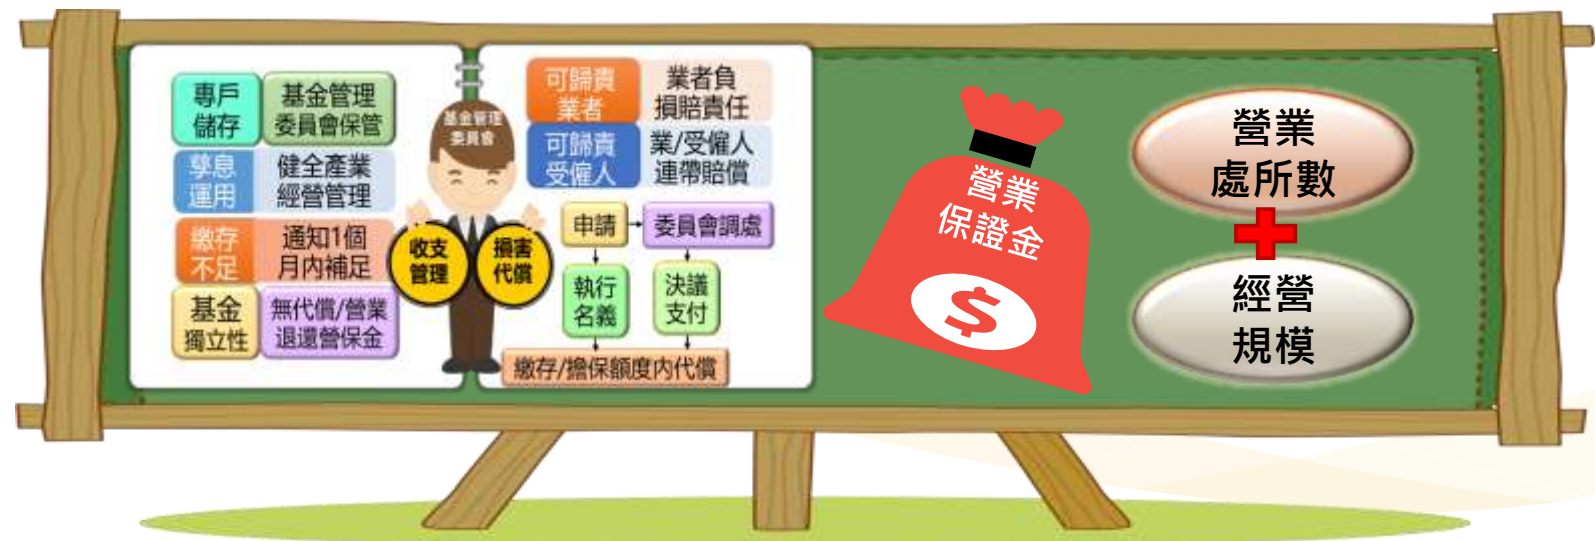 專戶
儲存
基金管理
委員會保管
孳息
運用
健全產業
經營管理
繳存
不足
通知1個
月內補足
基金
獨立性
無代償/營業
退還營保金
基金管理
委員會
收支
管理
損害
代償
可歸責
業者
業者負
損賠責任
可歸責
受僱人
業/受僱人
連帶賠償
申請
委員會調處
執行
名義
決議
支付
繳存/擔保額度內代償
營業
保證金
$
營業
處所數
經營
規模